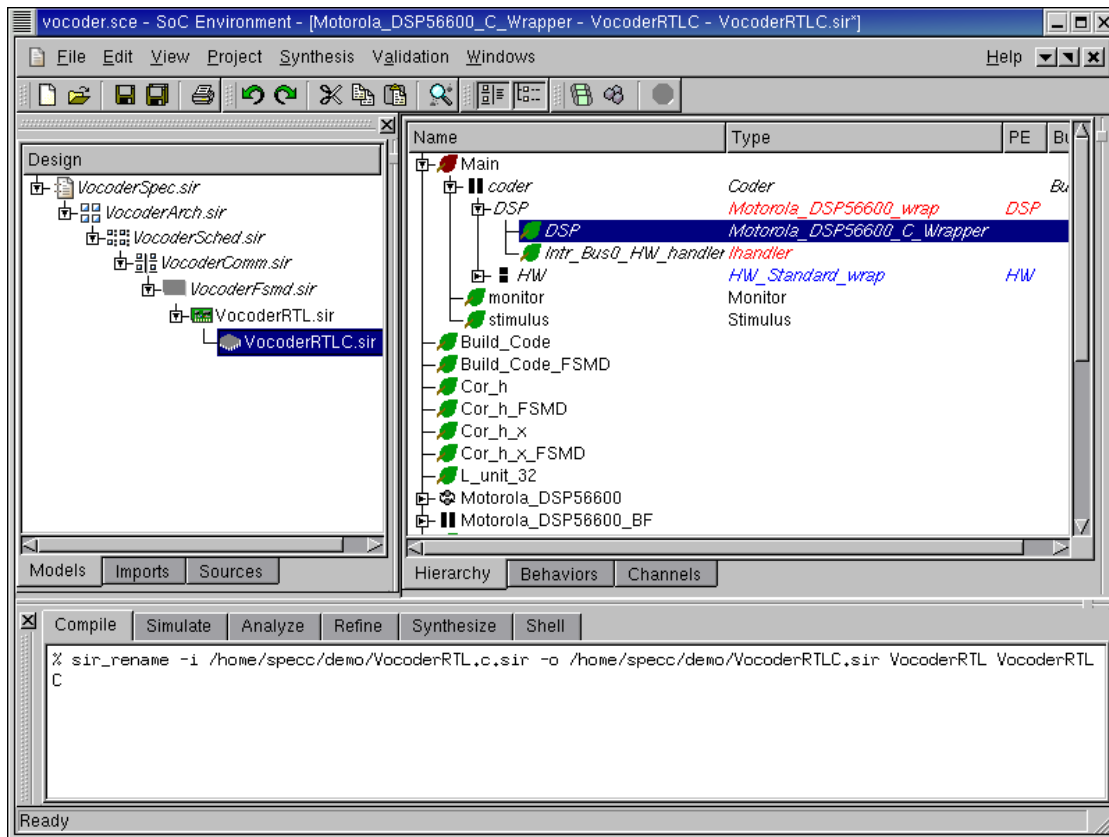 vocoder.sce - SoC Environment - [Motorola_DSP56600_C_Wrapper - VocoderRTLC - VocoderRTLC.sir*]
File Edit View Project Synthesis Validation Windows Help
Design
VocoderSpec.sir
VocoderArch.sir
VocoderSched.sir
VocoderComm.sir
VocoderFsmd.sir
VocoderRTL.sir
VocoderRTLC.sir
Models Imports Sources
Name Type PE Bu
Main
coder Coder Bu
DSP Motorola_DSP56600_wrap DSP
DSP Motorola_DSP56600_C_Wrapper
Intr_Bus0_HW_handler Ihandler
HW HW_Standard_wrap HW
monitor Monitor
stimulus Stimulus
Build_Code
Build_Code_FSMD
Cor_h
Cor_h_FSMD
Cor_h_x
Cor_h_x_FSMD
L_unit_32
Motorola_DSP56600
Motorola_DSP56600_BF
Hierarchy Behaviors Channels
Compile Simulate Analyze Refine Synthesize Shell
% sir_rename -i /home/specc/demo/VocoderRTL.c.sir -o /home/specc/demo/VocoderRTLC.sir VocoderRTL VocoderRTL
C
Ready